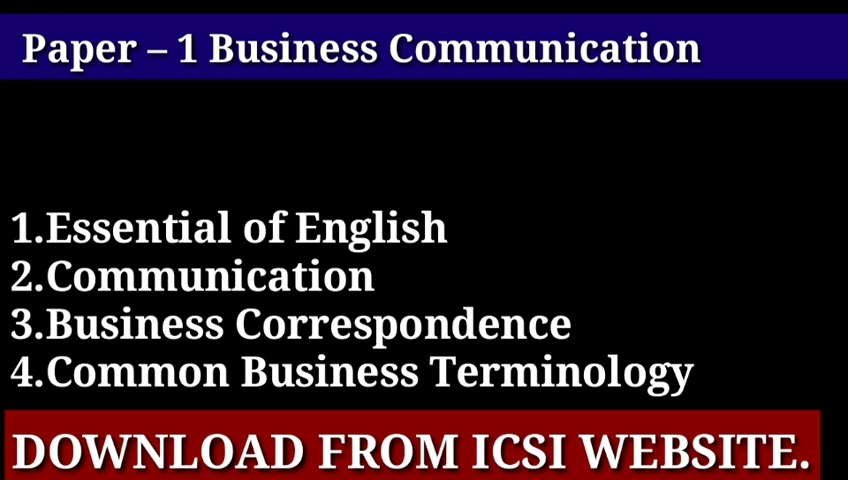 Paper – 1 Business Communication
1.Essential of English
2.Communication
3.Business Correspondence
4.Common Business Terminology
DOWNLOAD FROM ICSI WEBSITE.